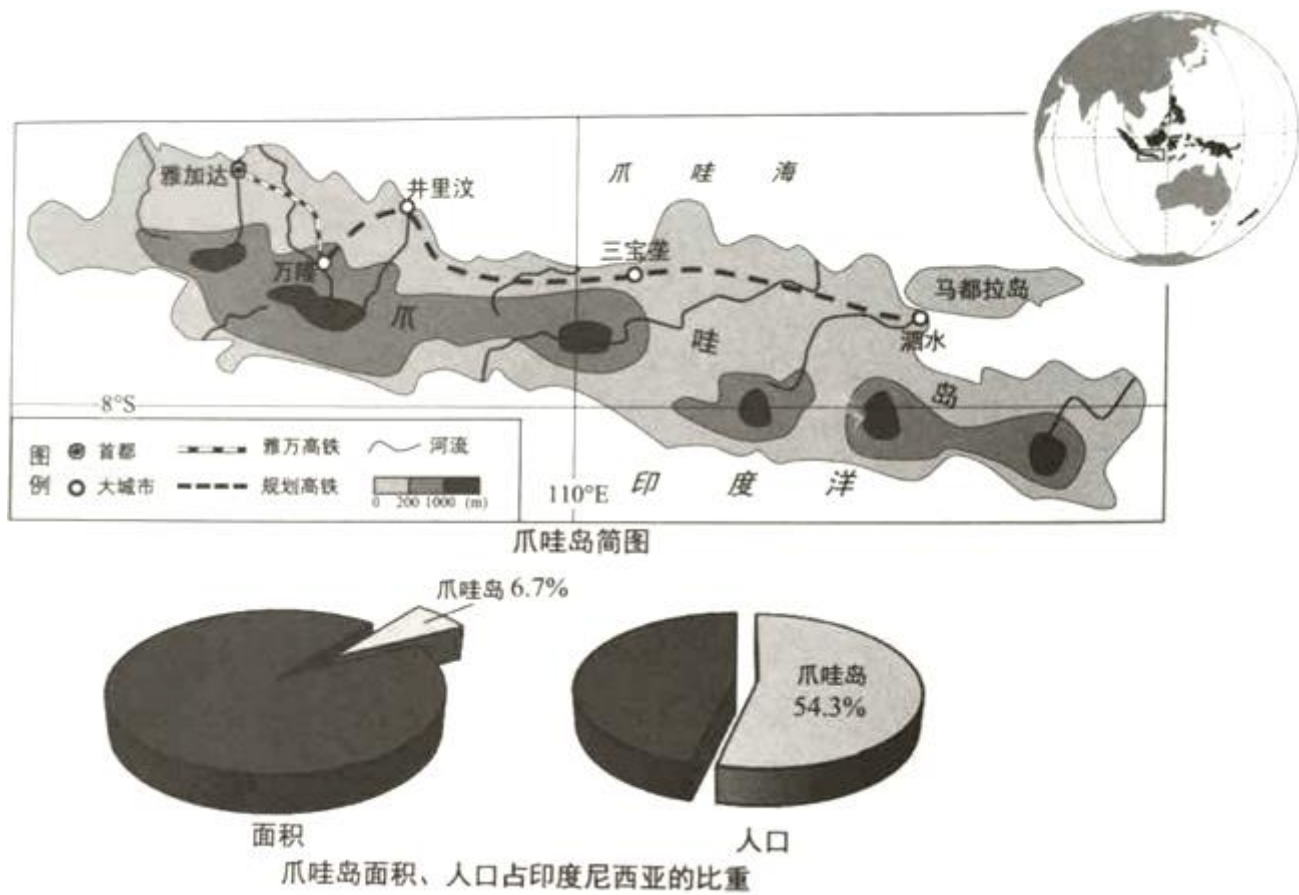 爪哇海
雅加达
井里汶
三宝垄
万隆
马都拉岛
泗水
爪哇岛
8°S
图例
首都
雅万高铁
河流
大城市
规划高铁
0 200 1000 (m)
110°E
印度洋
爪哇岛简图
爪哇岛 6.7%
爪哇岛
54.3%
面积
人口
爪哇岛面积、人口占印度尼西亚的比重